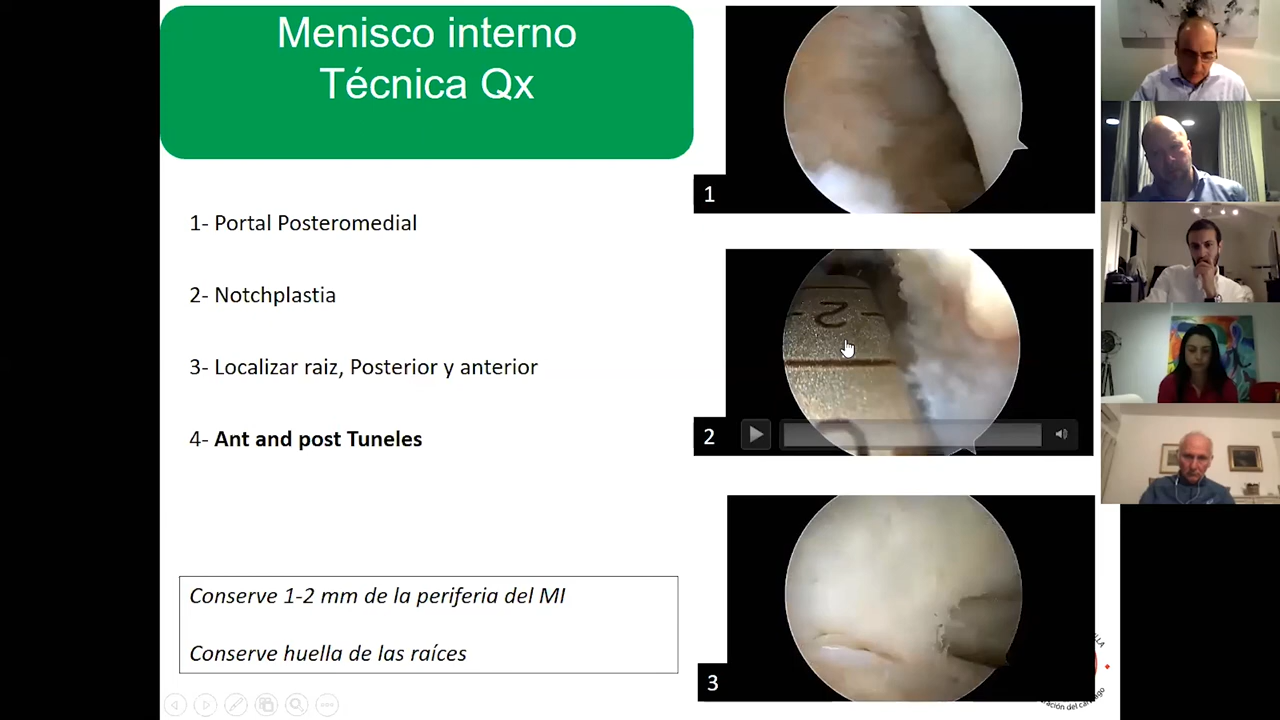 Menisco interno
Técnica Qx
1- Portal Posteromedial
2- Notchplastia
3- Localizar raiz, Posterior y anterior
4- Ant and post Tuneles
Conserve 1-2 mm de la periferia del MI
Conserve huella de las raíces
1
2
2
3